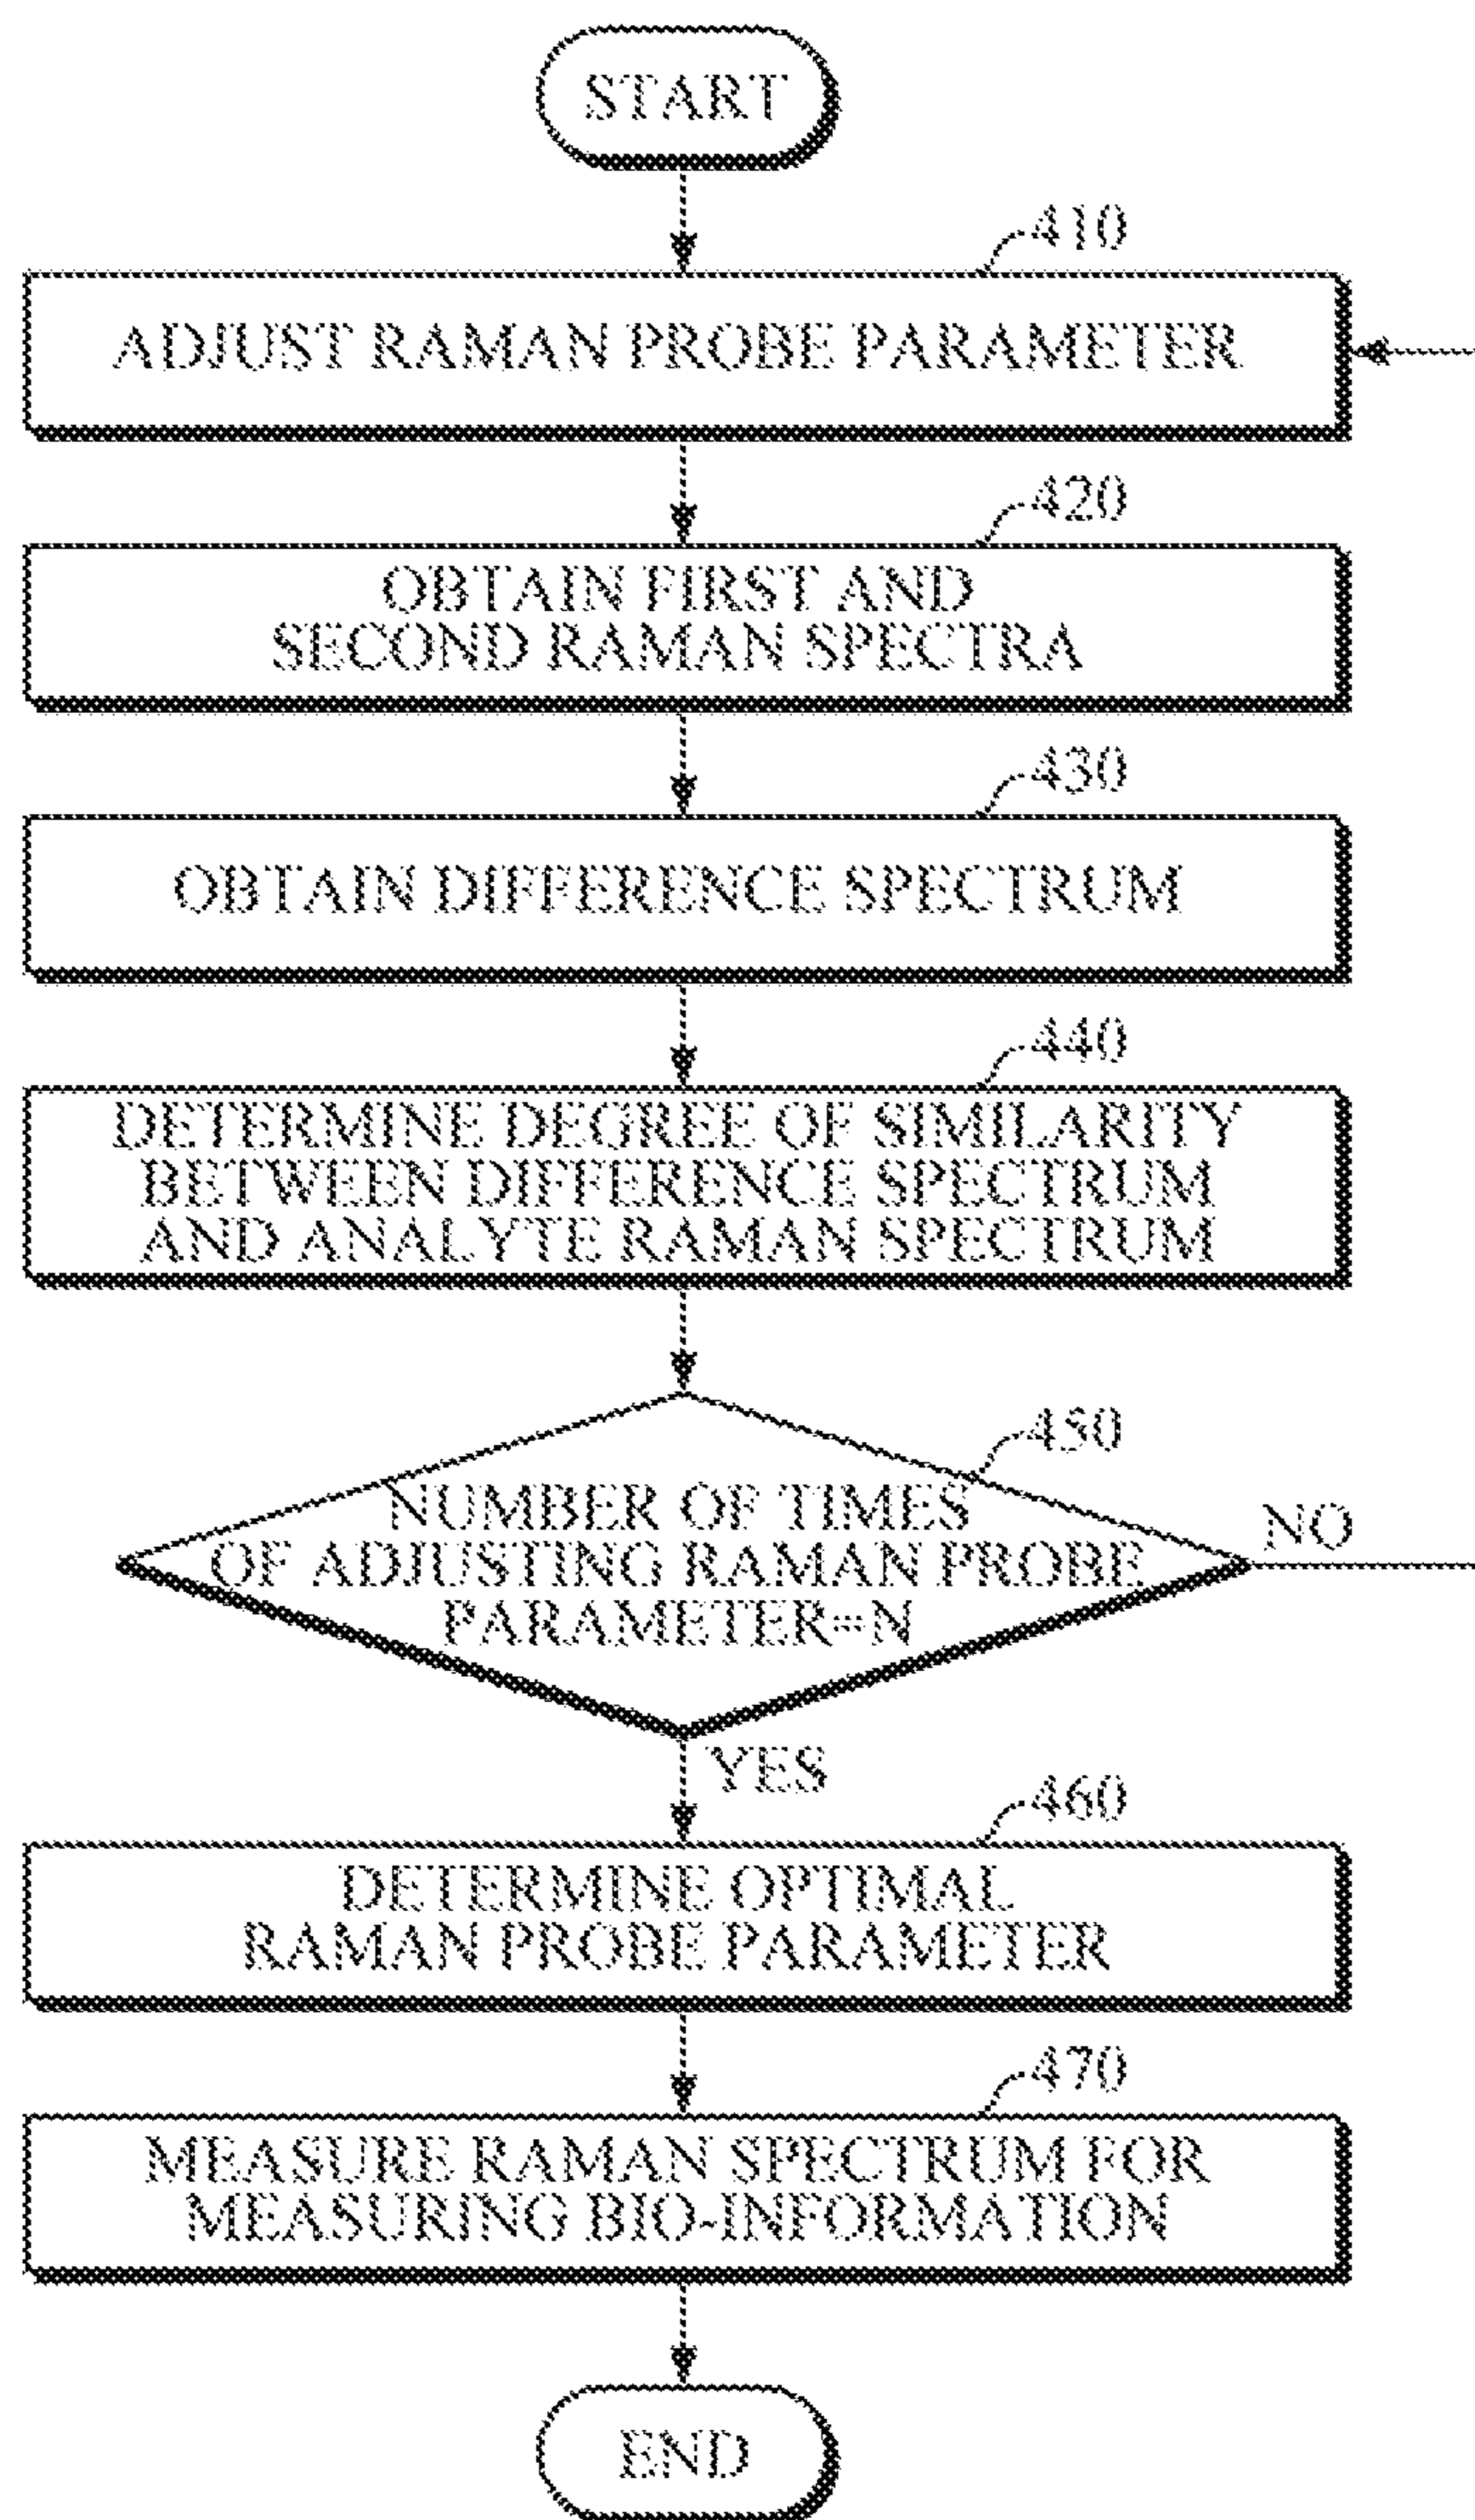 START
410
ADJUST RAMAN PROBE PARAMETER
420
OBTAIN FIRST AND
SECOND RAMAN SPECTRA
430
OBTAIN DIFFERENCE SPECTRUM
440
DETERMINE DEGREE OF SIMILARITY
BETWEEN DIFFERENCE SPECTRUM
AND ANALYTE RAMAN SPECTRUM
450
NUMBER OF TIMES
OF ADJUSTING RAMAN PROBE
PARAMETER=N
NO
YES
460
DETERMINE OPTIMAL
RAMAN PROBE PARAMETER
470
MEASURE RAMAN SPECTRUM FOR
MEASURING BIO-INFORMATION
END